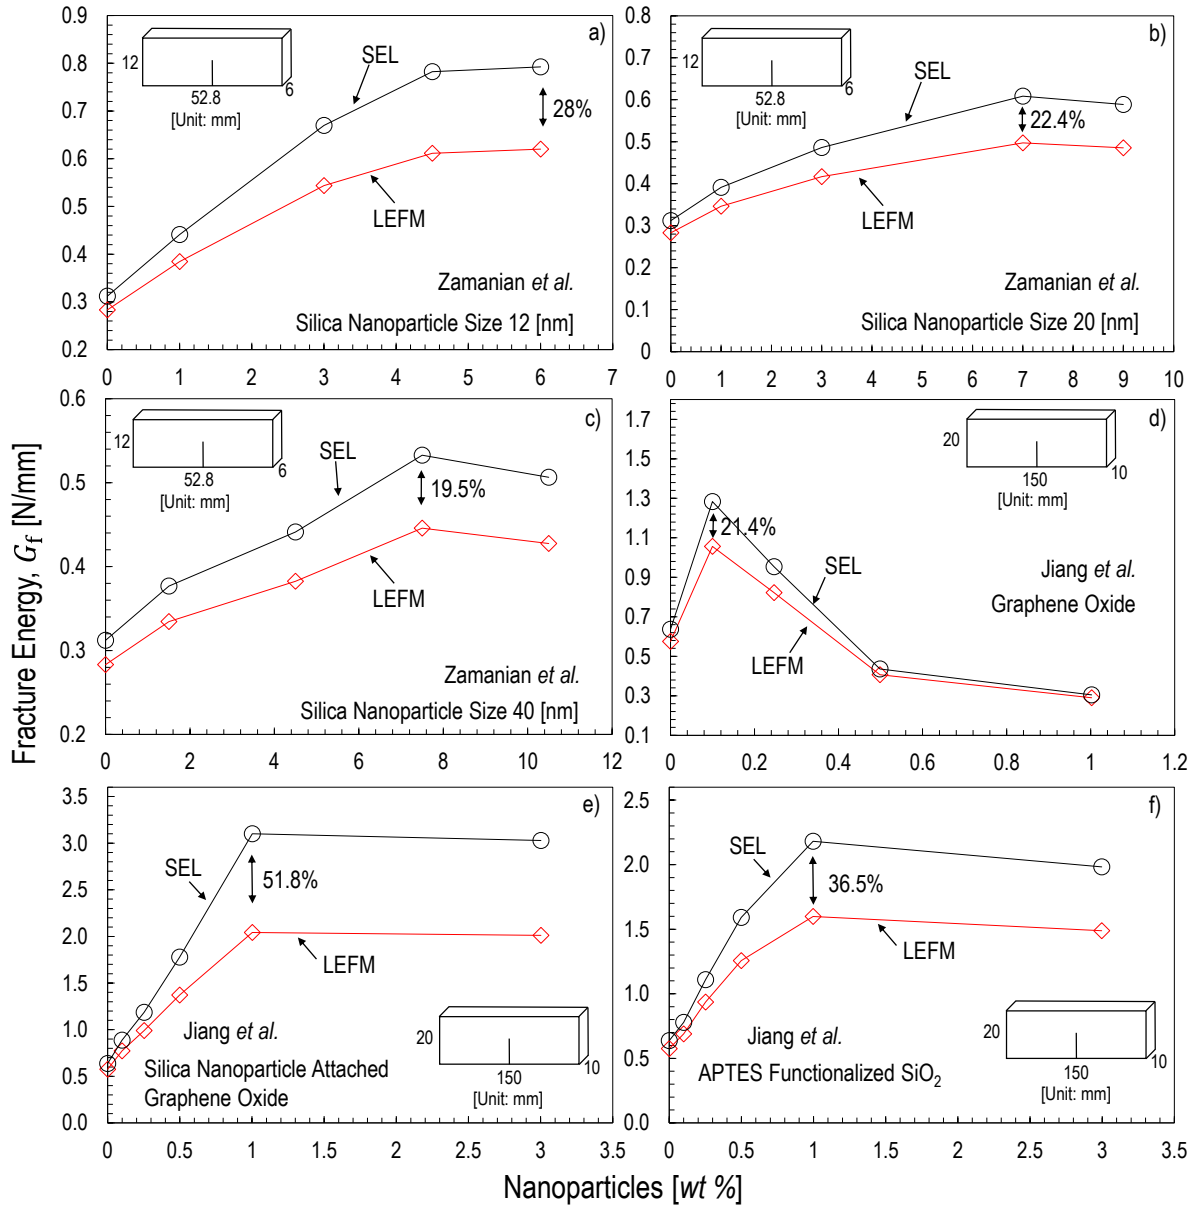 Fracture Energy, Gf [N/mm]
a)
0.9
0.8
0.7
0.6
0.5
0.4
0.3
0.2
0 1 2 3 4 5 6 7
12
52.8
6
[Unit: mm]
SEL
28%
LEFM
Zamanian et al.
Silica Nanoparticle Size 12 [nm]
b)
0.8
0.7
0.6
0.5
0.4
0.3
0.2
0.1
0
0 1 2 3 4 5 6 7 8 9 10
12
52.8
6
[Unit: mm]
SEL
22.4%
LEFM
Zamanian et al.
Silica Nanoparticle Size 20 [nm]
c)
0.6
0.5
0.4
0.3
0.2
0 2 4 6 8 10 12
12
52.8
6
[Unit: mm]
SEL
19.5%
LEFM
Zamanian et al.
Silica Nanoparticle Size 40 [nm]
d)
1.7
1.5
1.3
1.1
0.9
0.7
0.5
0.3
0.1
0 0.2 0.4 0.6 0.8 1 1.2
20
150
10
[Unit: mm]
21.4%
SEL
LEFM
Jiang et al.
Graphene Oxide
e)
3.5
3.0
2.5
2.0
1.5
1.0
0.5
0.0
0 0.5 1 1.5 2 2.5 3 3.5
SEL
51.8%
LEFM
Jiang et al.
Silica Nanoparticle Attached
Graphene Oxide
20
150
10
[Unit: mm]
f)
2.5
2.0
1.5
1.0
0.5
0.0
0 0.5 1 1.5 2 2.5 3 3.5
SEL
36.5%
LEFM
Jiang et al.
APTES Functionalized SiO2
20
150
10
[Unit: mm]
Nanoparticles [wt %]